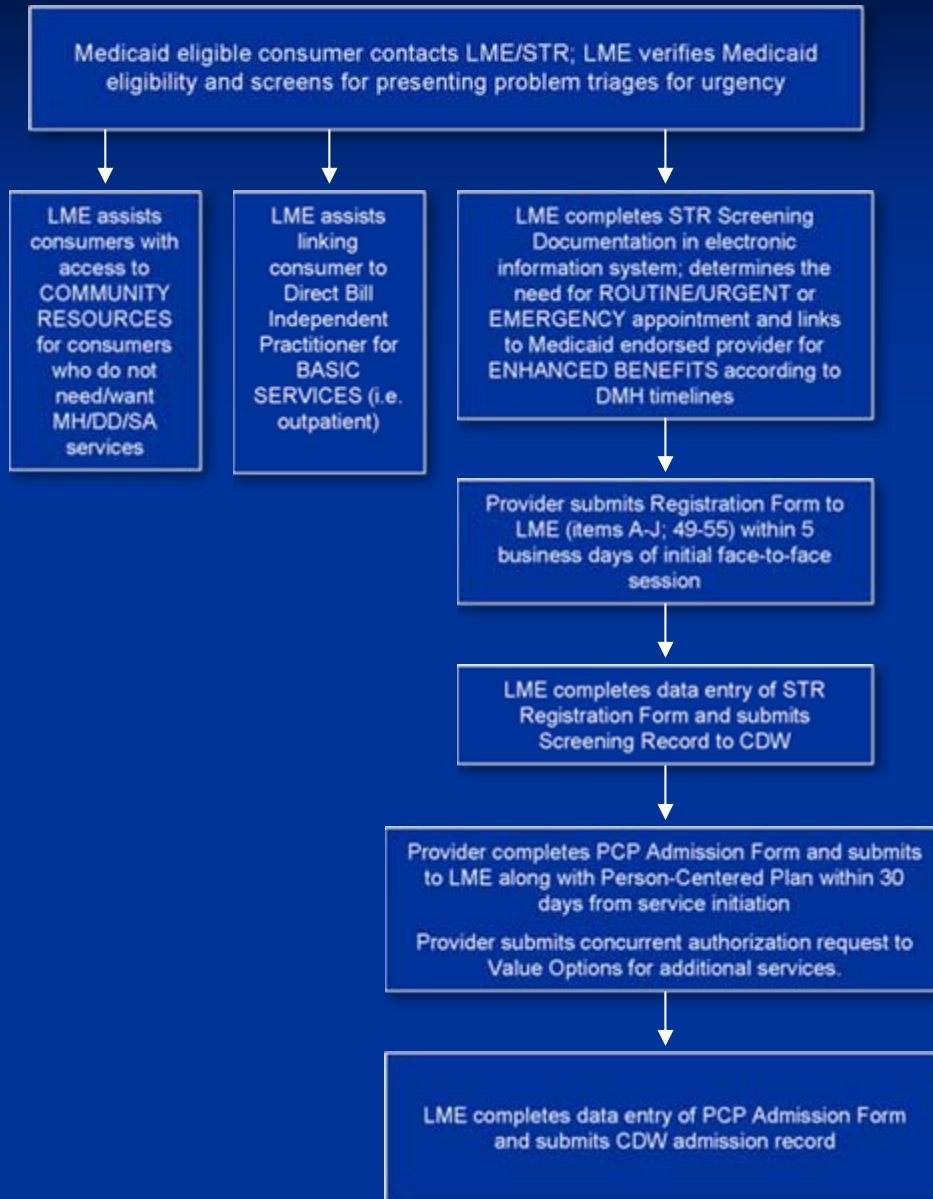 Medicaid eligible consumer contacts LME/STR; LME verifies Medicaid
eligibility and screens for presenting problem triages for urgency
LME assists
consumers with
access to
COMMUNITY
RESOURCES
for consumers
who do not
need/want
MH/DD/SA
services
LME assists
linking
consumer to
Direct Bill
Independent
Practitioner for
BASIC
SERVICES (i.e.
outpatient)
LME completes STR Screening
Documentation in electronic
information system; determines the
need for ROUTINE/URGENT or
EMERGENCY appointment and links
to Medicaid endorsed provider for
ENHANCED BENEFITS according to
DMH timelines
Provider submits Registration Form to
LME (items A-J; 49-55) within 5
business days of initial face-to-face
session
LME completes data entry of STR
Registration Form and submits
Screening Record to CDW
Provider completes PCP Admission Form and submits
to LME along with Person-Centered Plan within 30
days from service initiation
Provider submits concurrent authorization request to
Value Options for additional services.
LME completes data entry of PCP Admission Form
and submits CDW admission record